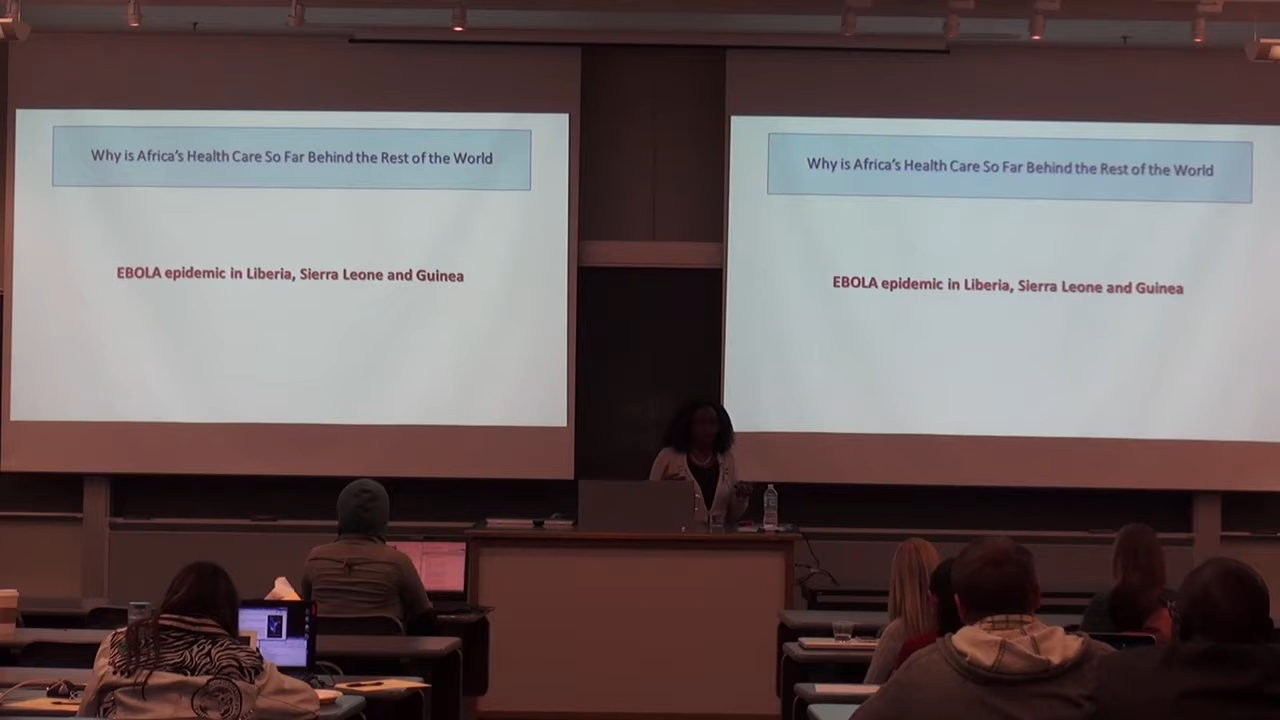 Why is Africa's Health Care So Far Behind the Rest of the World
EBOLA epidemic in Liberia, Sierra Leone and Guinea
Why is Africa's Health Care So Far Behind the Rest of the World
EBOLA epidemic in Liberia, Sierra Leone and Guinea